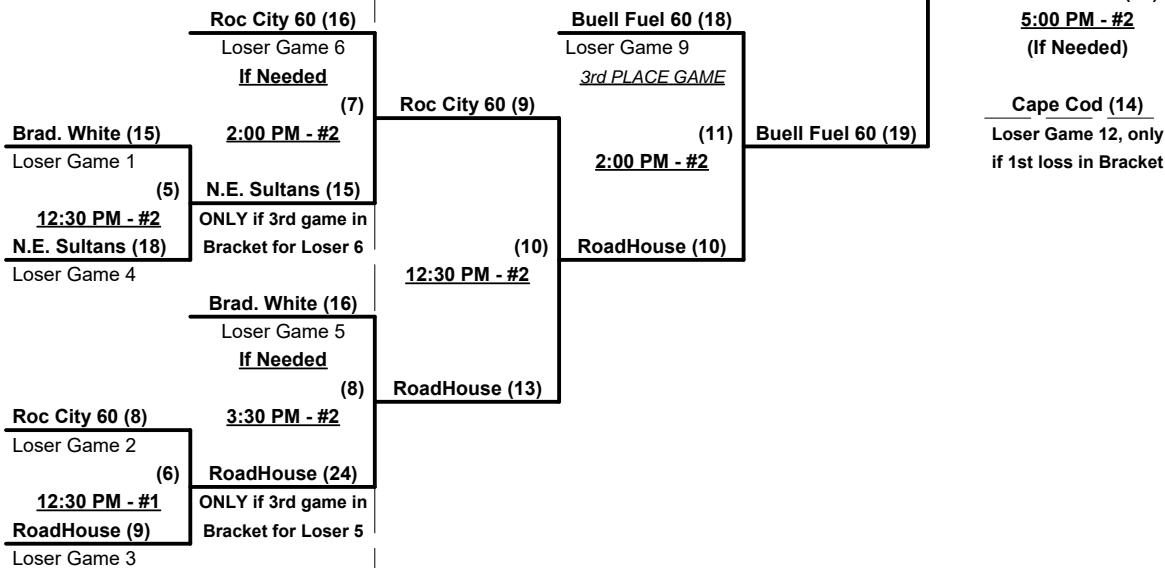 Roc City 60 (16)
Loser Game 6
If Needed
(7)
2:00 PM - #2
Brad. White (15)
Loser Game 1
(5)
12:30 PM - #2
N.E. Sultans (18)
Loser Game 4
N.E. Sultans (15)
ONLY if 3rd game in
Bracket for Loser 6
Brad. White (16)
Loser Game 5
If Needed
(8)
3:30 PM - #2
Roc City 60 (8)
Loser Game 2
(6)
12:30 PM - #1
RoadHouse (9)
Loser Game 3
RoadHouse (24)
ONLY if 3rd game in
Bracket for Loser 5
Roc City 60 (9)
(10)
12:30 PM - #2
RoadHouse (13)
Buell Fuel 60 (18)
Loser Game 9
3rd PLACE GAME
(11)
2:00 PM - #2
RoadHouse (10)
Buell Fuel 60 (19)
5:00 PM - #2
(If Needed)
Cape Cod (14)
Loser Game 12, only
if 1st loss in Bracket